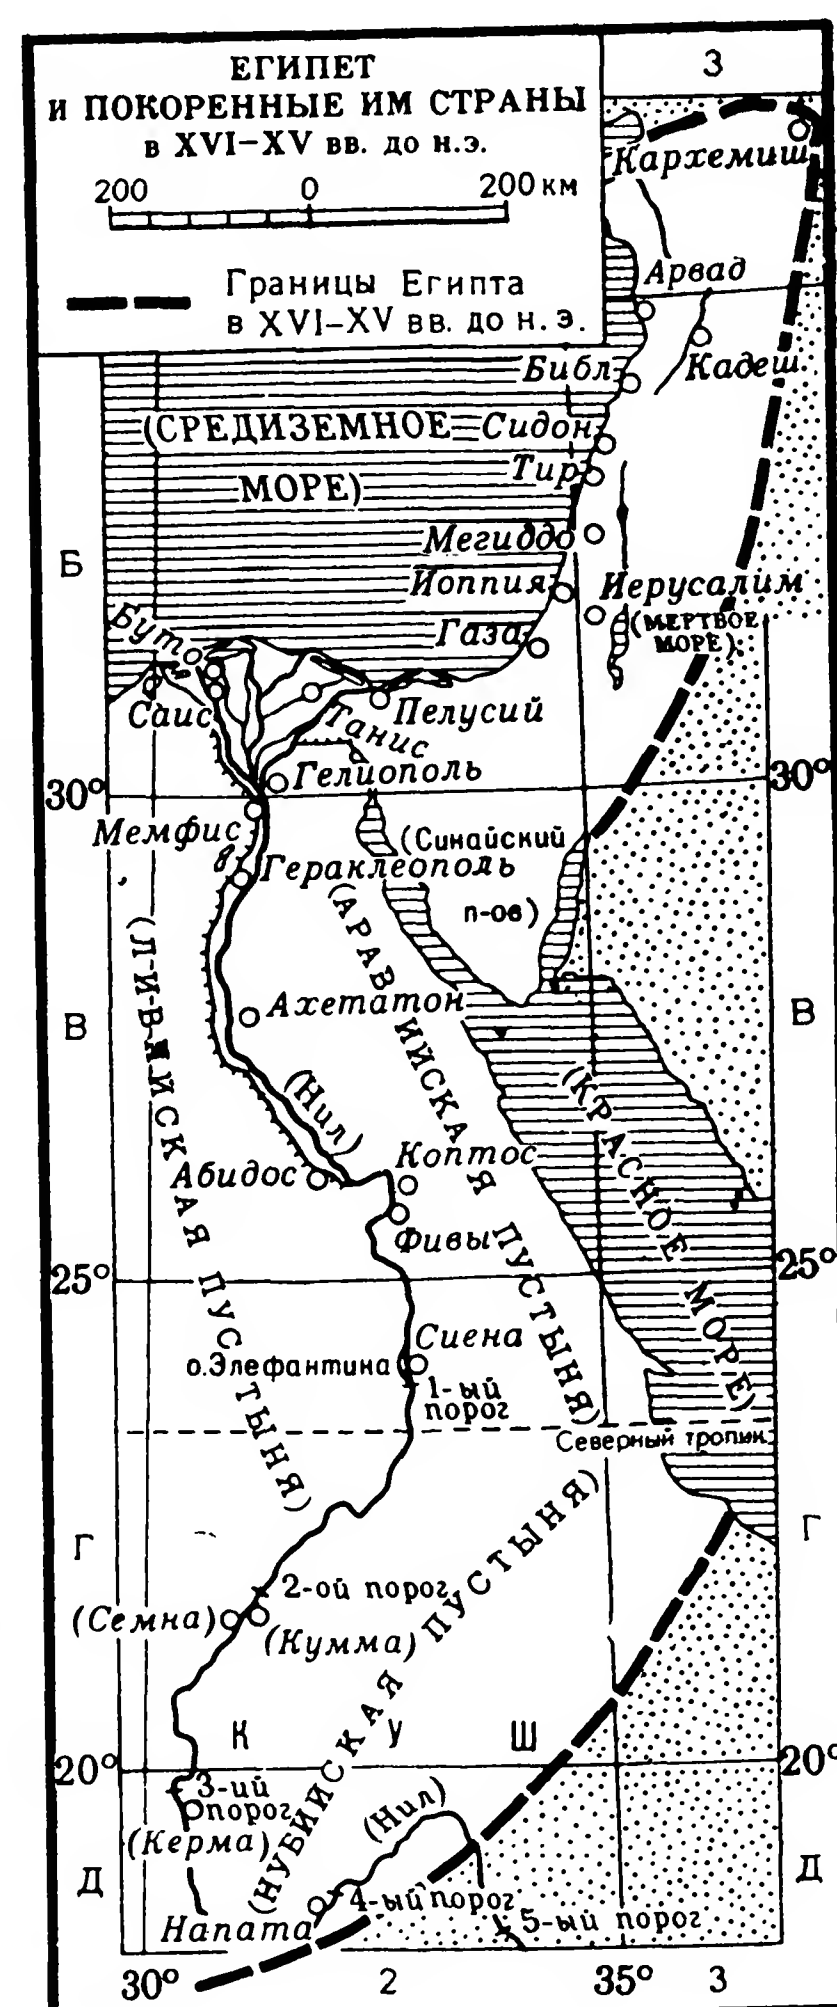 ЕГИПЕТ
И ПОКОРЕННЫЕ ИМ СТРАНЫ
в XVI–XV вв. до н.э.
200 0 200 км
Границы Египта
в XVI–XV вв. до н. э.
3
Кархемиш
Арвад
Кадеш
Библ
(СРЕДИЗЕМНОЕ
МОРЕ)
Сидон
Тир
Мегиддо
Б
Иоппия
Иерусалим
(МЕРТВОЕ
МОРЕ)
Газа
Буто
Саис
Танис
Пелусий
30° 30°
Гелиополь
Мемфис
(Синайский
п-ов)
Гераклеополь
(ЛИВИЙСКАЯ ПУСТЫНЯ)
(АРАВИЙСКАЯ ПУСТЫНЯ)
В В
Ахетатон
(Нил)
(КРАСНОЕ МОРЕ)
Коптос
Абидос
Фивы
25° 25°
Сиена
о.Элефантина
1-ый
порог
Северный тропик
Г Г
2-ой порог
(Семна)
(Кумма)
(НУБИЙСКАЯ ПУСТЫНЯ)
К У Ш
20° 20°
3-ий
порог
(Керма)
(Нил)
Д Д
4-ый порог
Напата
5-ый порог
30° 2 35° 3